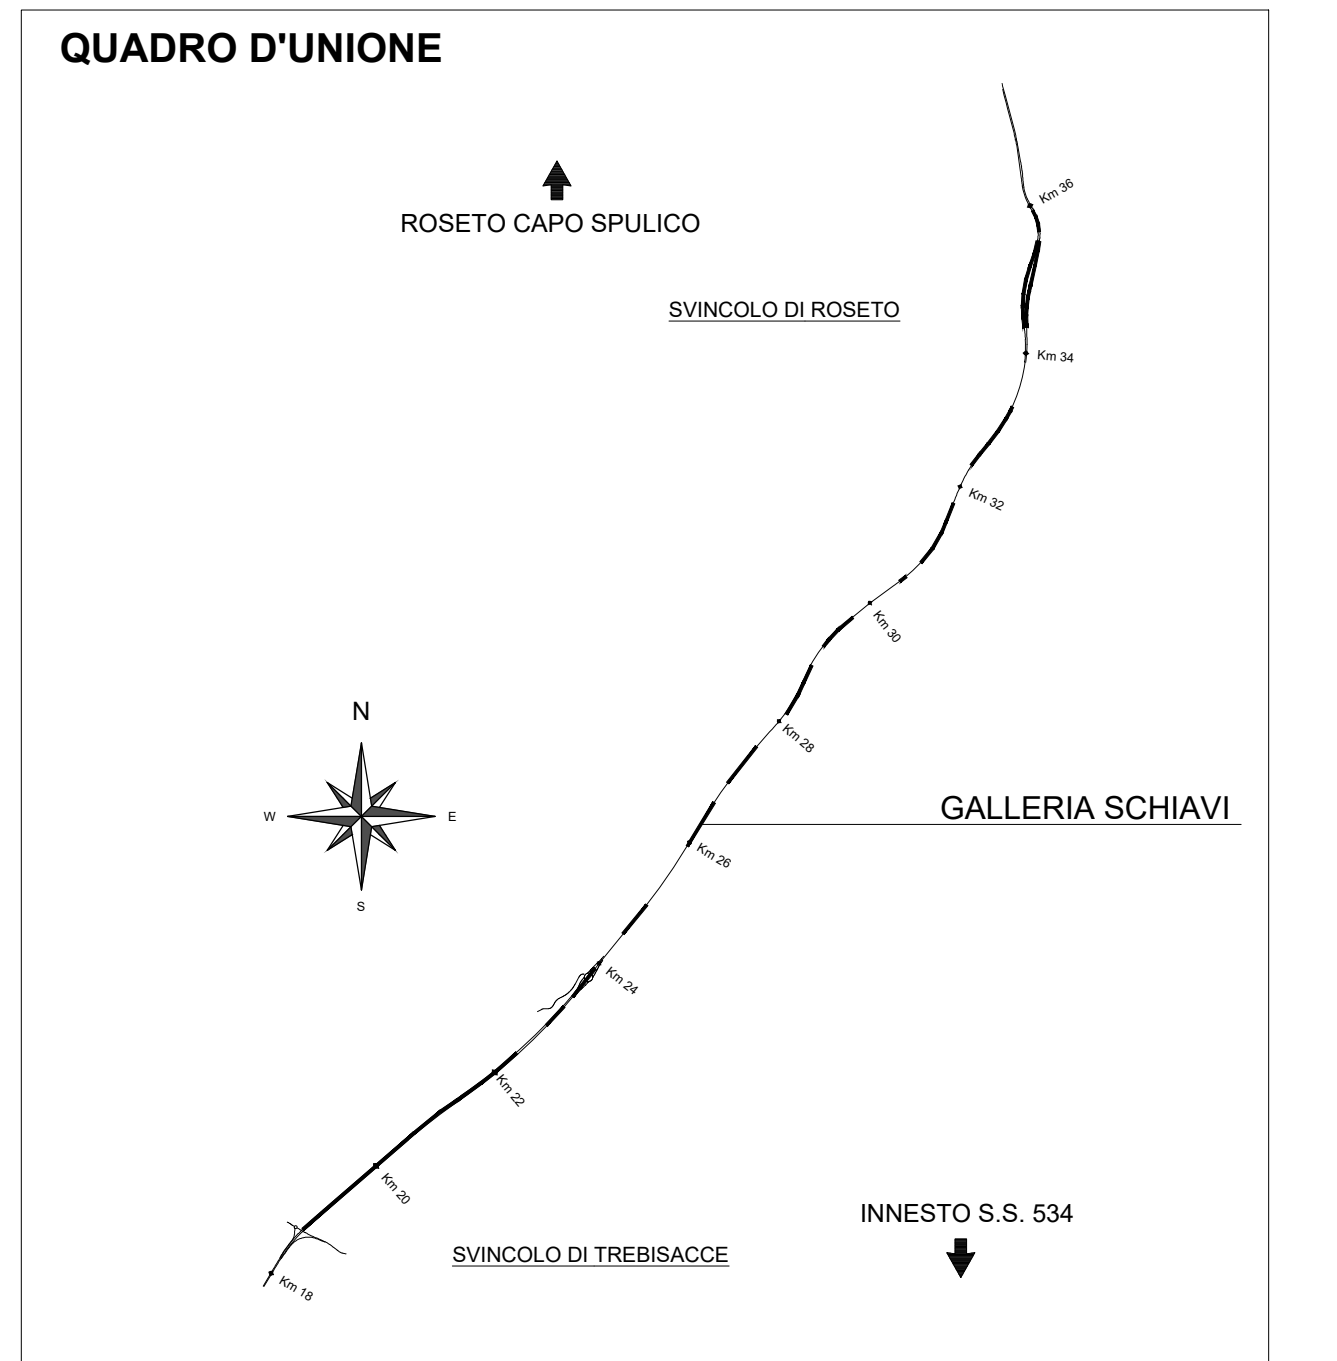 QUADRO D'UNIONE
Km 36
ROSETO CAPO SPULICO
SVINCOLO DI ROSETO
Km 34
Km 32
Km 30
N
Km 28
GALLERIA SCHIAVI
W
E
Km 26
S
Km 24
Km 22
Km 20
INNESTO S.S. 534
SVINCOLO DI TREBISACCE
Km 18